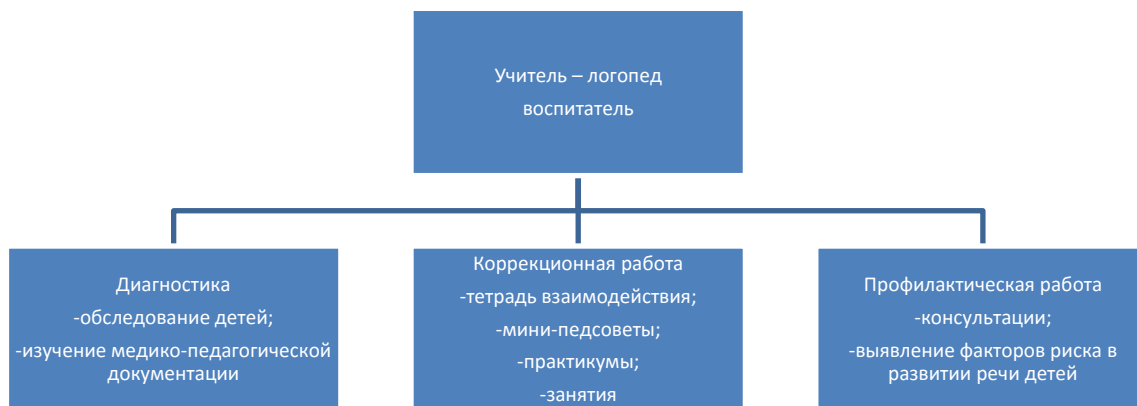 Учитель – логопед
воспитатель
Диагностика
-обследование детей;
-изучение медико-педагогической
документации
Коррекционная работа
-тетрадь взаимодействия;
-мини-педсоветы;
-практикумы;
-занятия
Профилактическая работа
-консультации;
-выявление факторов риска в
развитии речи детей